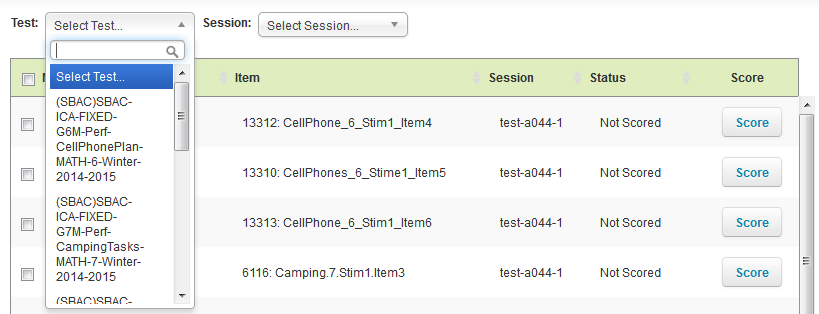 Test: Select Test... Session: Select Session...
Select Test...
Item Session Status Score
(SBAC)SBAC-
ICA-FIXED-
G6M-Perf-
CellPhonePlan-
MATH-6-Winter-
2014-2015
(SBAC)SBAC-
ICA-FIXED-
G7M-Perf-
CampingTasks-
MATH-7-Winter-
2014-2015
(SBAC)SBAC-
13312: CellPhone_6_Stim1_Item4 test-a044-1 Not Scored Score
13310: CellPhones_6_Stime1_Item5 test-a044-1 Not Scored Score
13313: CellPhone_6_Stim1_Item6 test-a044-1 Not Scored Score
6116: Camping.7.Stim1.Item3 test-a044-1 Not Scored Score